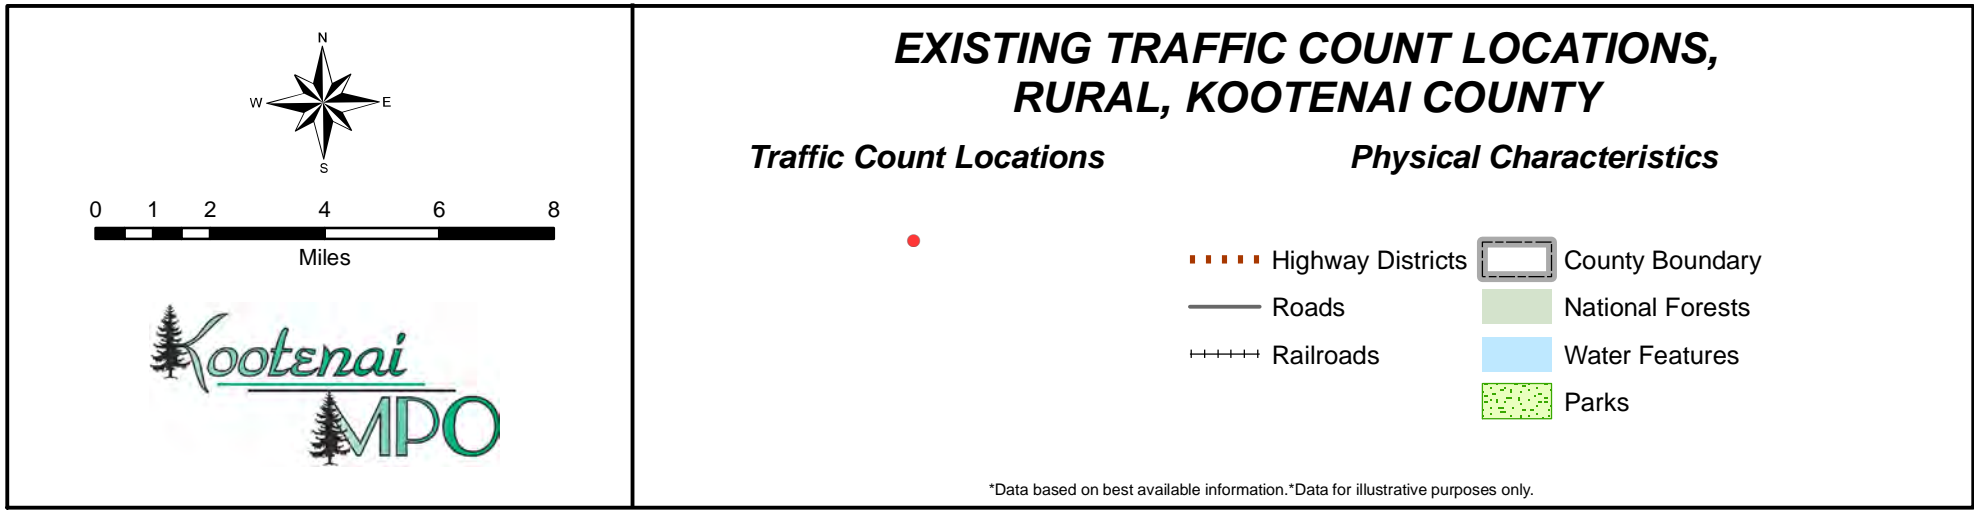 N
W E
S
0 1 2 4 6 8
Miles
Kootenai
MPO
EXISTING TRAFFIC COUNT LOCATIONS,
RURAL, KOOTENAI COUNTY
Traffic Count Locations
Physical Characteristics
Highway Districts
Roads
Railroads
County Boundary
National Forests
Water Features
Parks
*Data based on best available information.*Data for illustrative purposes only.